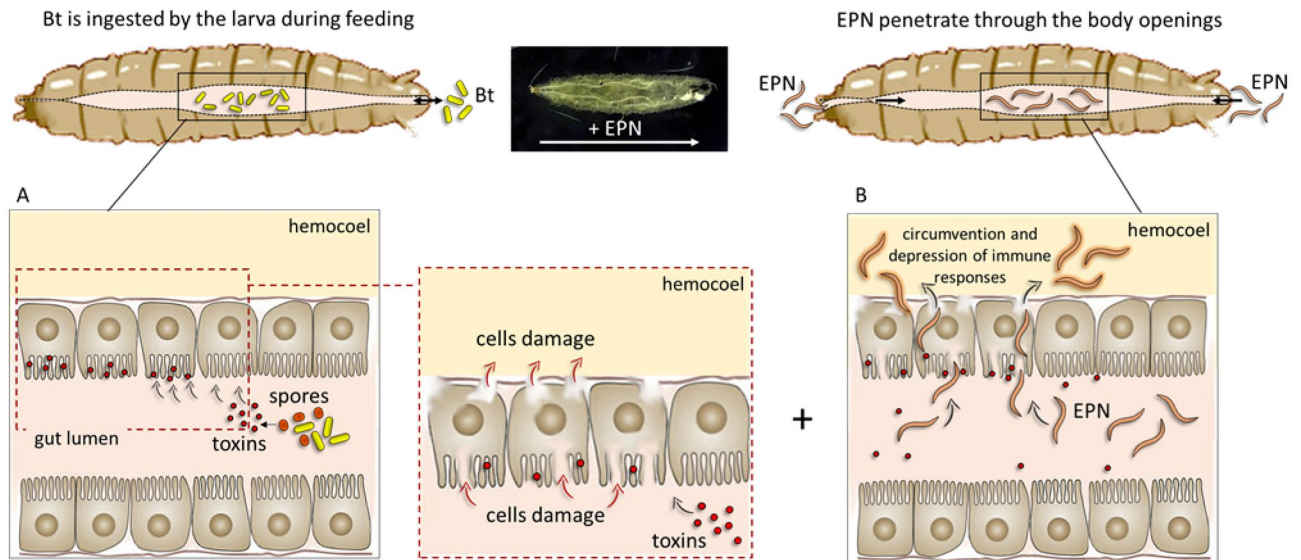 Bt is ingested by the larva during feeding
EPN penetrate through the body openings
Bt
+ EPN
EPN
EPN
A
hemocoel
spores
toxins
gut lumen
hemocoel
cells damage
cells damage
toxins
+
B
hemocoel
circumvention and
depression of immune
responses
EPN